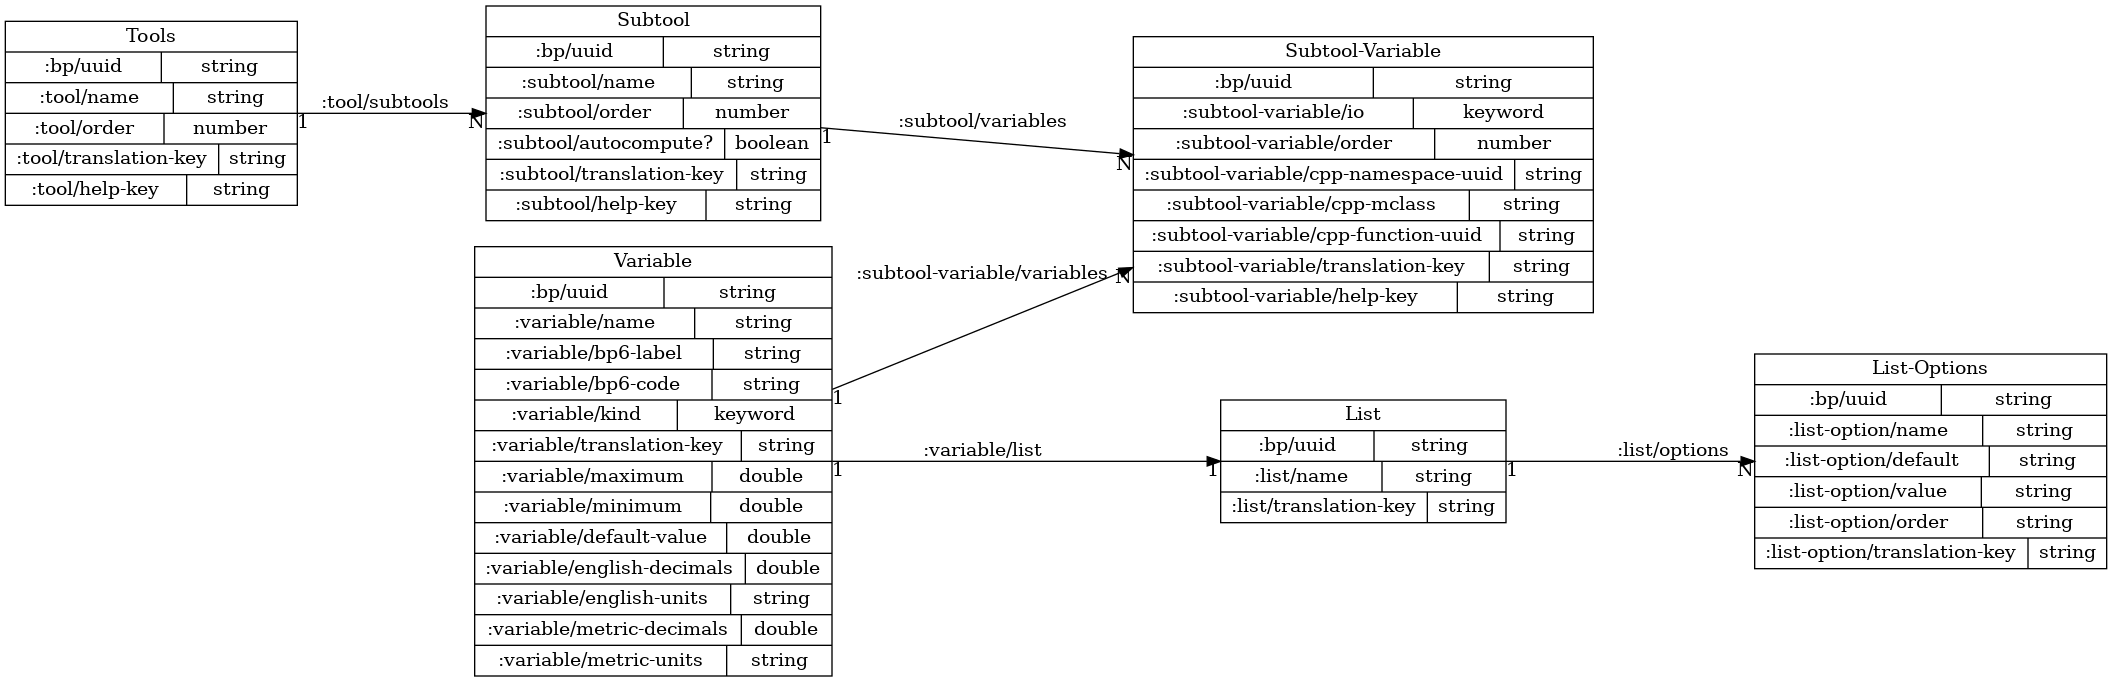 Tools
:bp/uuid string
:tool/name string
:tool/order number
:tool/translation-key string
:tool/help-key string
1 :tool/subtools N
Subtool
:bp/uuid string
:subtool/name string
:subtool/order number
:subtool/autocompute? boolean
:subtool/translation-key string
:subtool/help-key string
1 :subtool/variables N
Subtool-Variable
:bp/uuid string
:subtool-variable/io keyword
:subtool-variable/order number
:subtool-variable/cpp-namespace-uuid string
:subtool-variable/cpp-mclass string
:subtool-variable/cpp-function-uuid string
:subtool-variable/translation-key string
:subtool-variable/help-key string
Variable
:bp/uuid string
:variable/name string
:variable/bp6-label string
:variable/bp6-code string
:variable/kind keyword
:variable/translation-key string
:variable/maximum double
:variable/minimum double
:variable/default-value double
:variable/english-decimals double
:variable/english-units string
:variable/metric-decimals double
:variable/metric-units string
1 :subtool-variable/variables N
1 :variable/list 1
List
:bp/uuid string
:list/name string
:list/translation-key string
1 :list/options N
List-Options
:bp/uuid string
:list-option/name string
:list-option/default string
:list-option/value string
:list-option/order string
:list-option/translation-key string